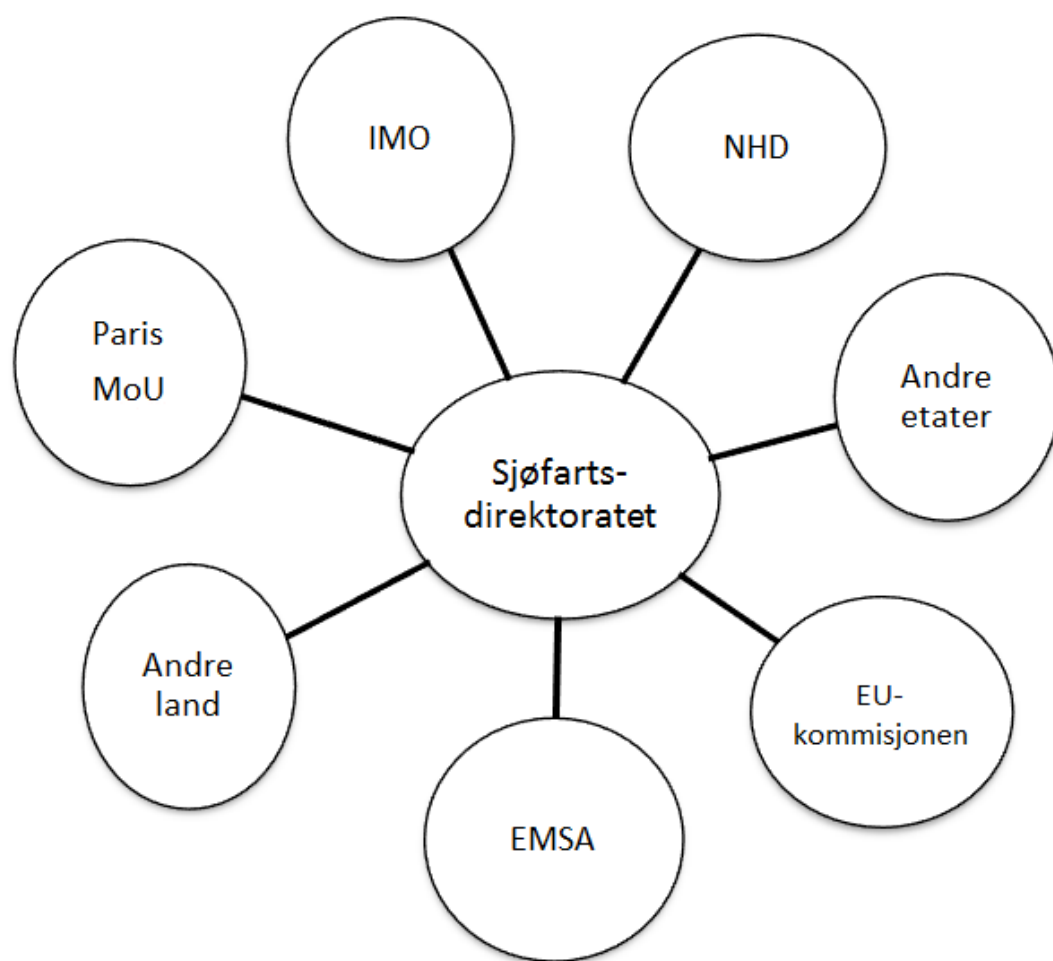 IMO
NHD
Paris
MoU
Andre
etater
Sjøfarts-
direktoratet
Andre
land
EU-
kommisjonen
EMSA